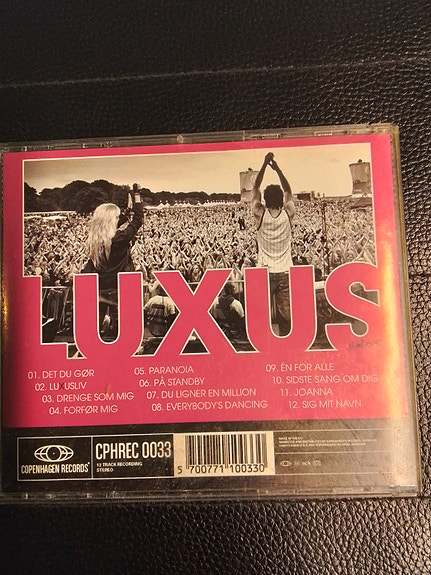 LUXUS
01. DET DU GØR
02. LUXUSLIV
03. DRENGE SOM MIG
04. FORFØR MIG
05. PARANOIA
06. PÅ STANDBY
07. DU LIGNER EN MILLION
08. EVERYBODY'S DANCING
09. ÉN FOR ALLE
10. SIDSTE SANG OM DIG
11. JOANNA
12. SIG MIT NAVN
COPENHAGEN RECORDS
CPHREC 0033
12 TRACK RECORDING
STEREO
5 700771 100330